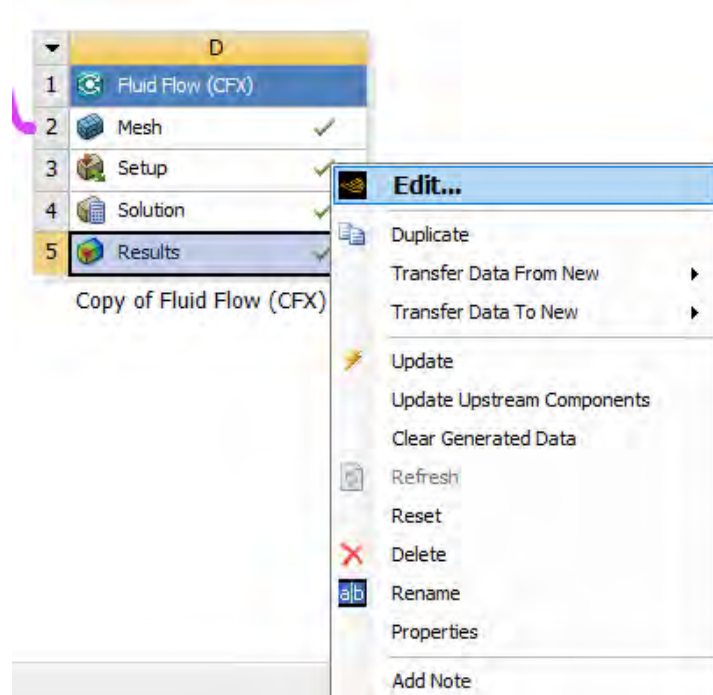 D
1 Fluid Flow (CFX)
2 Mesh
3 Setup
4 Solution
5 Results
Copy of Fluid Flow (CFX)
Edit...
Duplicate
Transfer Data From New
Transfer Data To New
Update
Update Upstream Components
Clear Generated Data
Refresh
Reset
Delete
a|b Rename
Properties
Add Note